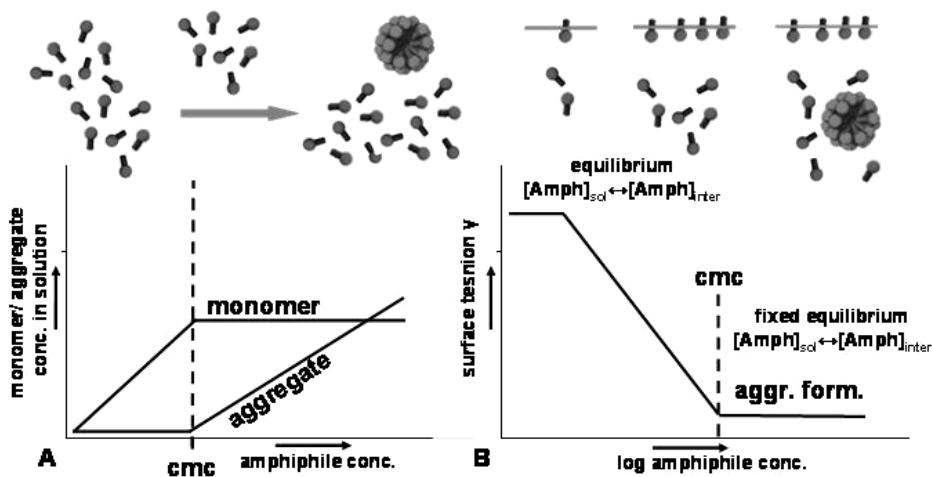 monomer/ aggregate
conc. in solution
monomer
aggregate
A
cmc
amphiphile conc.
equilibrium
[Amph]sol↔[Amph]inter
surface tesnion γ
cmc
fixed equilibrium
[Amph]sol↔[Amph]inter
aggr. form.
B
log amphiphile conc.